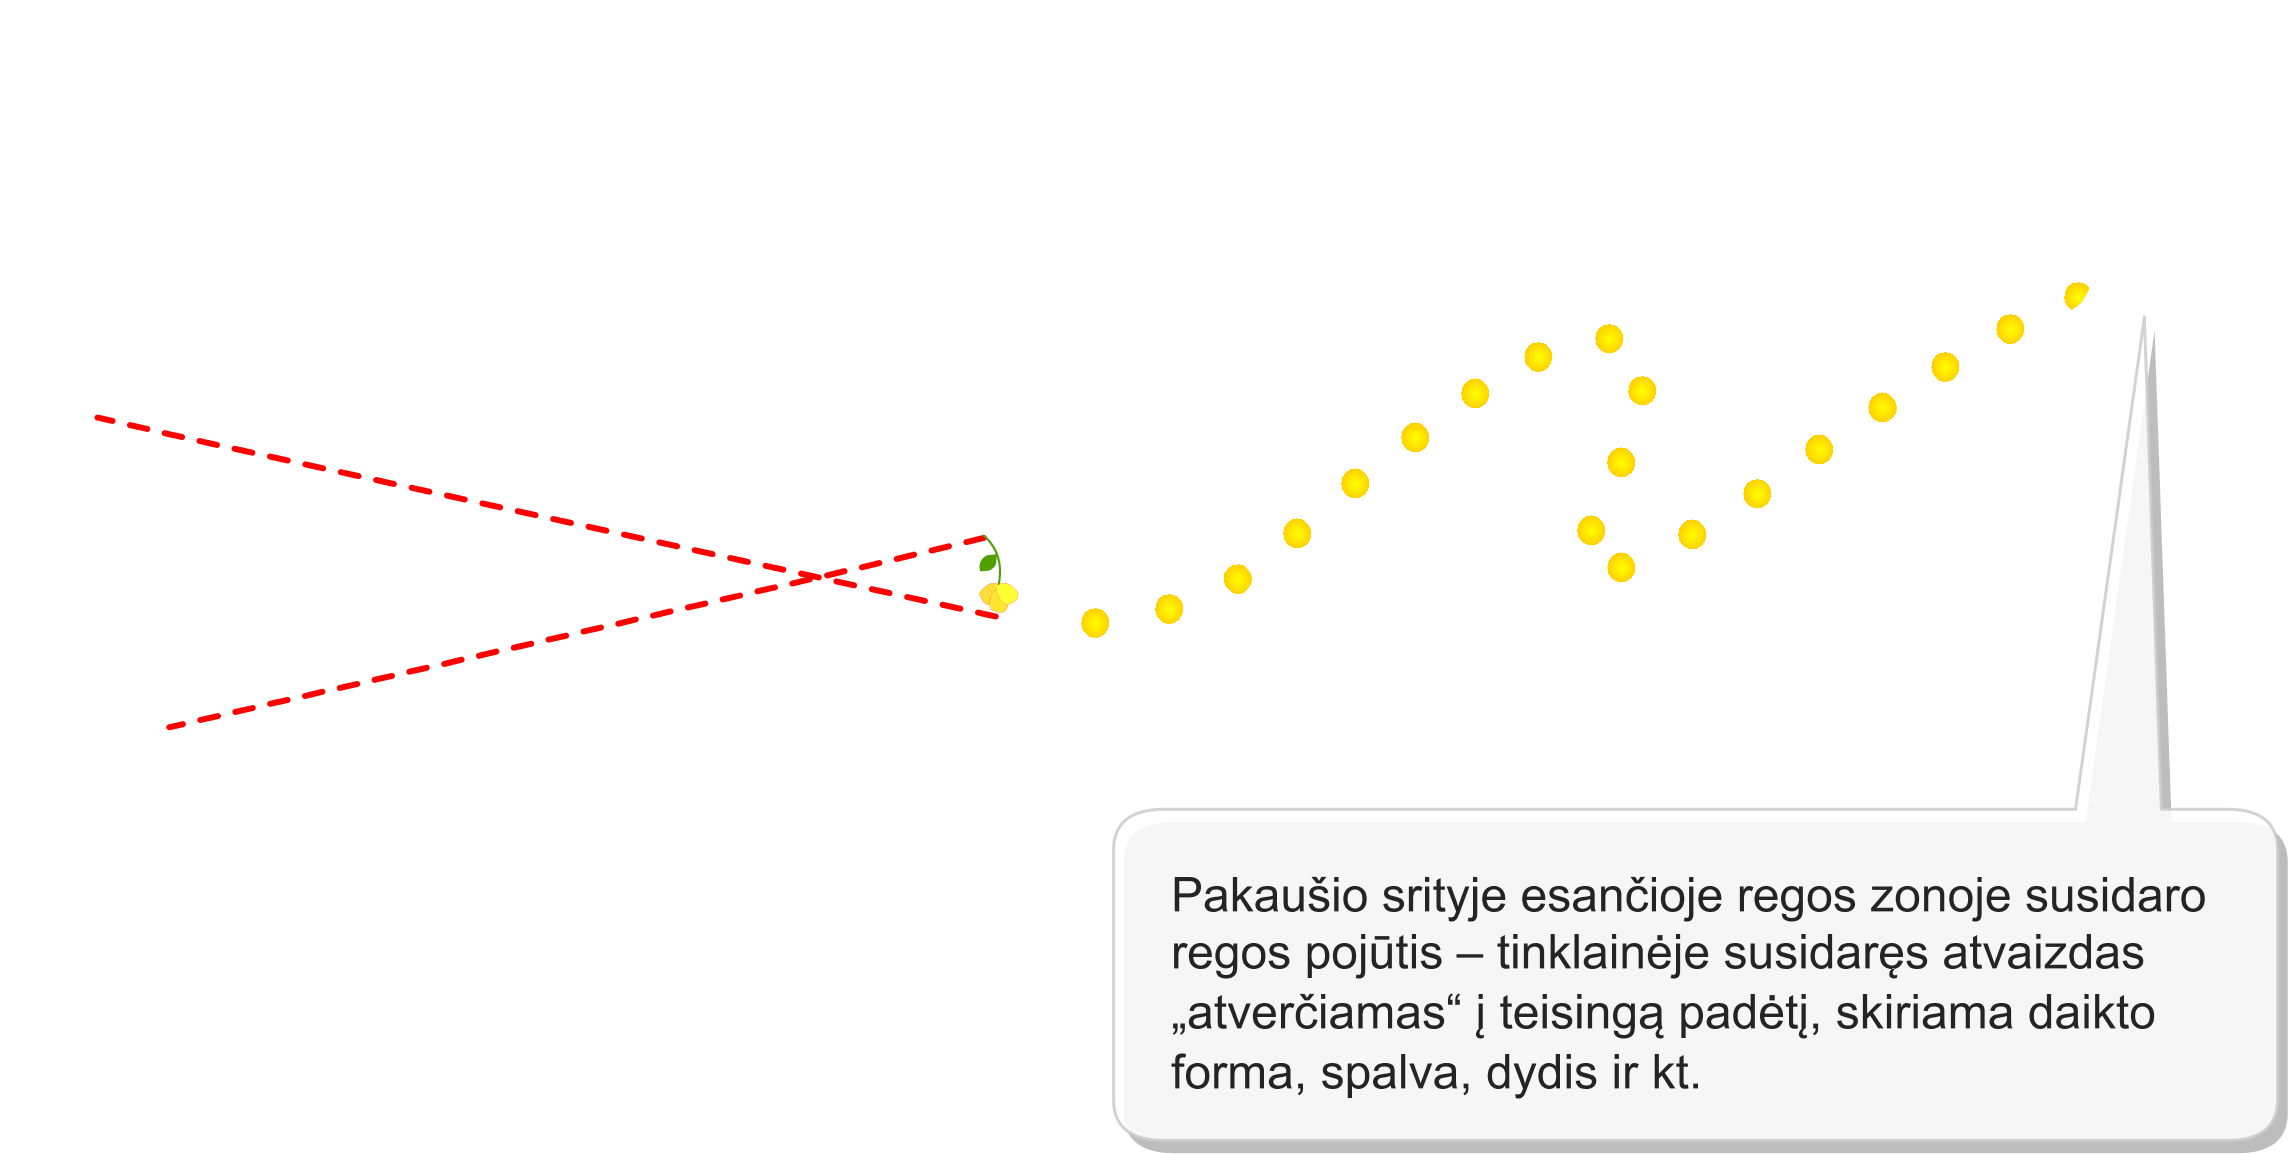 Pakaušio srityje esančioje regos zonoje susidaro
regos pojūtis – tinklainėje susidaręs atvaizdas
„atverčiamas“ į teisingą padėtį, skiriama daikto
forma, spalva, dydis ir kt.